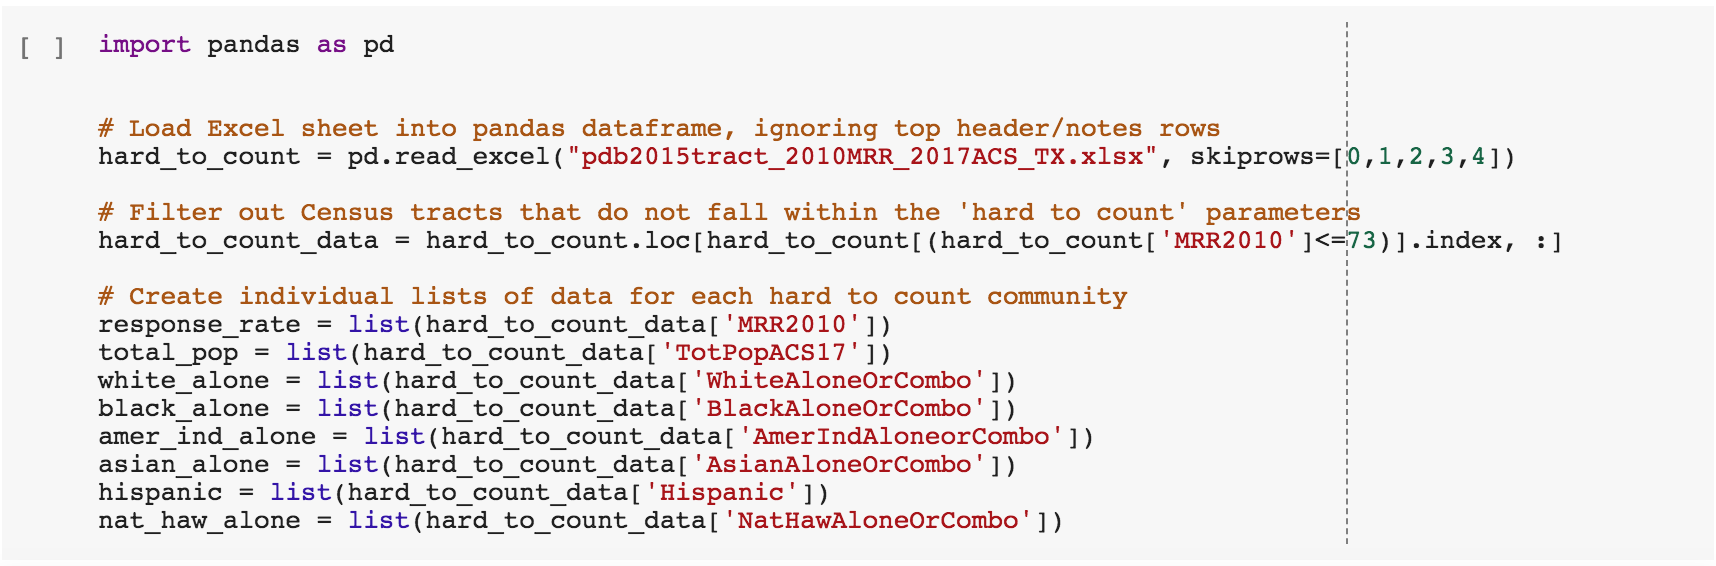 [ ] import pandas as pd
# Load Excel sheet into pandas dataframe, ignoring top header/notes rows
hard_to_count = pd.read_excel("pdb2015tract_2010MRR_2017ACS_TX.xlsx", skiprows=[0,1,2,3,4])
# Filter out Census tracts that do not fall within the 'hard to count' parameters
hard_to_count_data = hard_to_count.loc[hard_to_count[(hard_to_count['MRR2010']<=73)].index, :]
# Create individual lists of data for each hard to count community
response_rate = list(hard_to_count_data['MRR2010'])
total_pop = list(hard_to_count_data['TotPopACS17'])
white_alone = list(hard_to_count_data['WhiteAloneOrCombo'])
black_alone = list(hard_to_count_data['BlackAloneOrCombo'])
amer_ind_alone = list(hard_to_count_data['AmerIndAloneorCombo'])
asian_alone = list(hard_to_count_data['AsianAloneOrCombo'])
hispanic = list(hard_to_count_data['Hispanic'])
nat_haw_alone = list(hard_to_count_data['NatHawAloneOrCombo'])